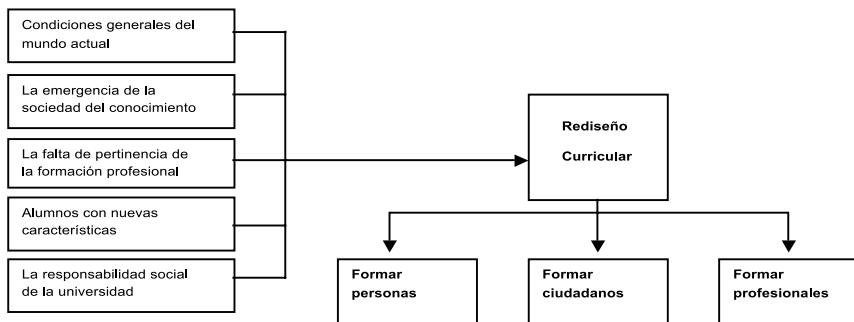 Condiciones generales del
mundo actual
La emergencia de la
sociedad del conocimiento
La falta de pertinencia de
la formación profesional
Alumnos con nuevas
características
La responsabilidad social
de la universidad
Rediseño
Curricular
Formar
personas
Formar
ciudadanos
Formar
profesionales